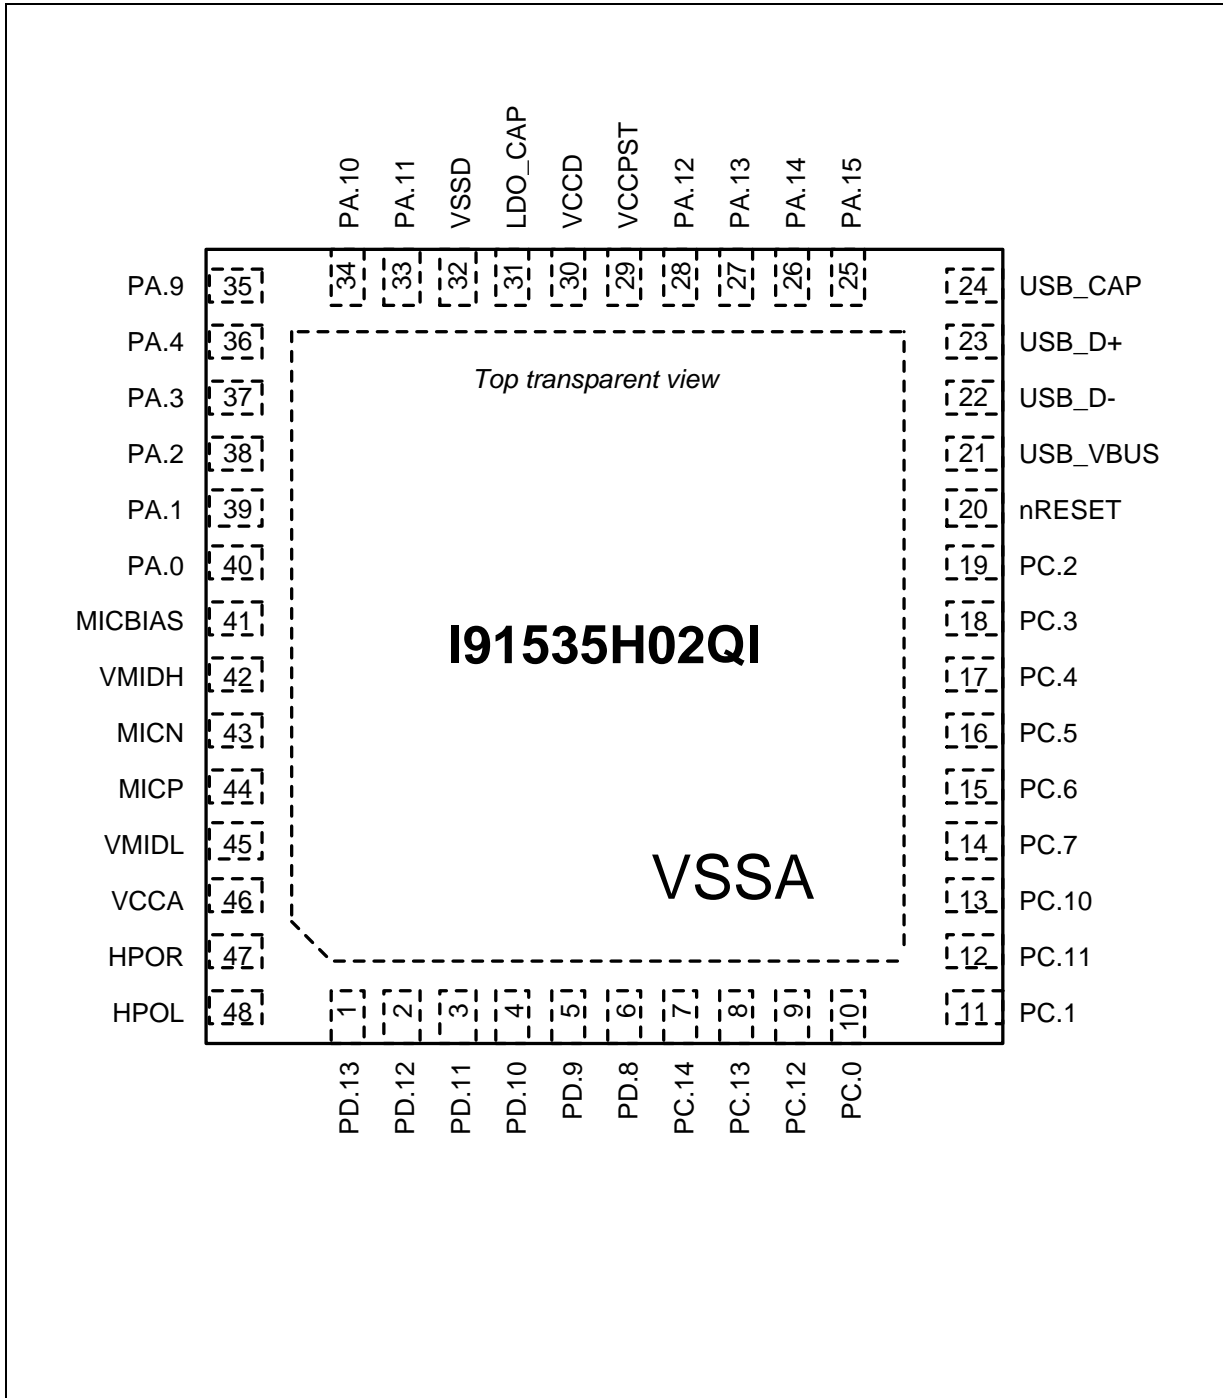 PA.10
PA.11
VSSD
LDO_CAP
VCCD
VCCPST
PA.12
PA.13
PA.14
PA.15
34
33
32
31
30
29
28
27
26
25
PA.9 35
PA.4 36
PA.3 37
PA.2 38
PA.1 39
PA.0 40
MICBIAS 41
VMIDH 42
MICN 43
MICP 44
VMIDL 45
VCCA 46
HPOR 47
HPOL 48
Top transparent view
I91535H02QI
VSSA
24 USB_CAP
23 USB_D+
22 USB_D-
21 USB_VBUS
20 nRESET
19 PC.2
18 PC.3
17 PC.4
16 PC.5
15 PC.6
14 PC.7
13 PC.10
12 PC.11
11 PC.1
1
2
3
4
5
6
7
8
9
10
PD.13
PD.12
PD.11
PD.10
PD.9
PD.8
PC.14
PC.13
PC.12
PC.0